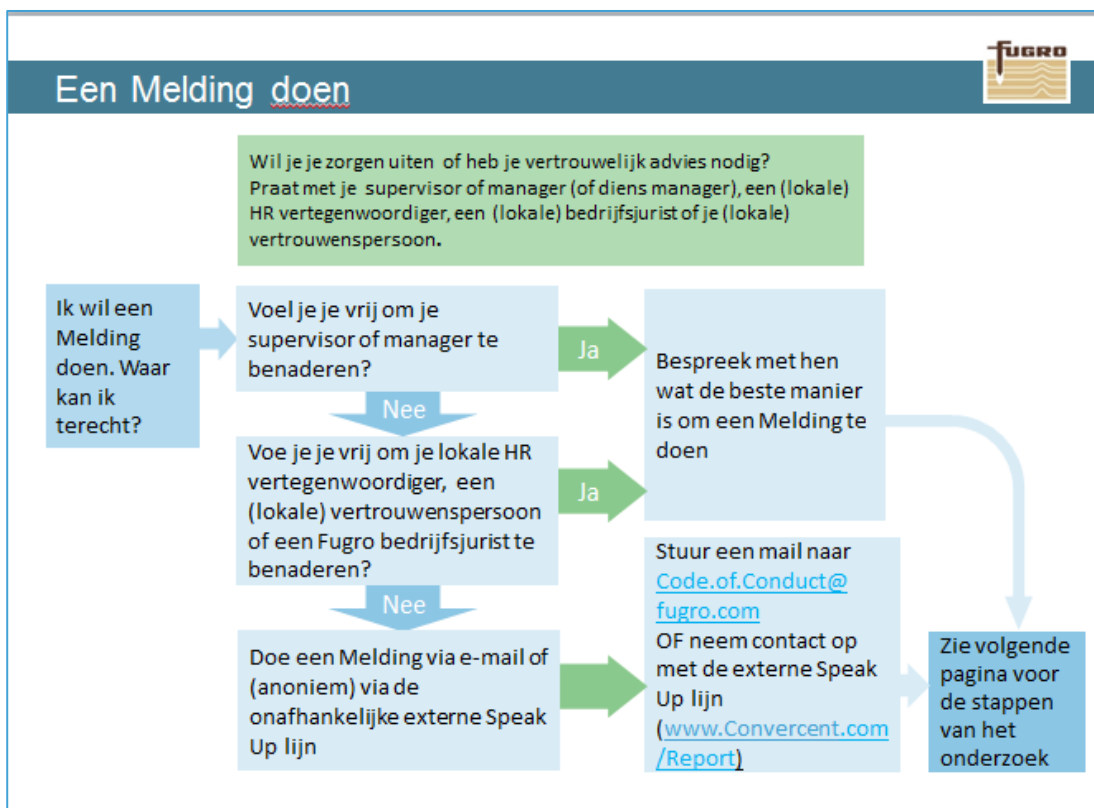 fUGRO
Een Melding doen
Wil je je zorgen uiten of heb je vertrouwelijk advies nodig?
Praat met je supervisor of manager (of diens manager), een (lokale)
HR vertegenwoordiger, een (lokale) bedrijfsjurist of je (lokale)
vertrouwenspersoon.
Ik wil een
Melding
doen. Waar
kan ik
terecht?
Voel je je vrij om je
supervisor of manager te
benaderen?
Ja
Bespreek met hen
wat de beste manier
is om een Melding te
doen
Nee
Voe je je vrij om je lokale HR
vertegenwoordiger, een
(lokale) vertrouwenspersoon
of een Fugro bedrijfsjurist te
benaderen?
Ja
Nee
Doe een Melding via e-mail of
(anoniem) via de
onafhankelijke externe Speak
Up lijn
Stuur een mail naar
Code.of.Conduct@
fugro.com
OF neem contact op
met de externe Speak
Up lijn
(www.Convercent.com
/Report)
Zie volgende
pagina voor
de stappen
van het
onderzoek